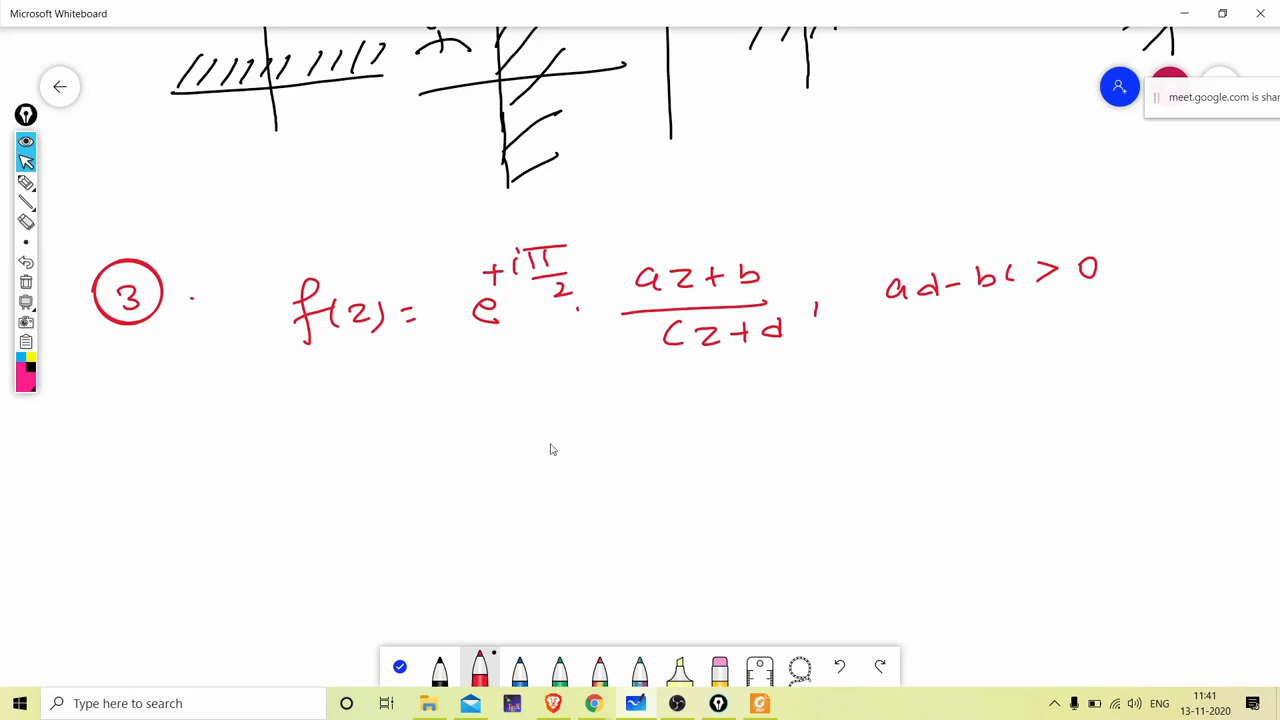 Microsoft Whiteboard
meet.google.com is shar
3. f(z) = e^{+iπ/2} · (az+b)/(cz+d), ad-bc > 0
Type here to search
ENG
11:41
13-11-2020